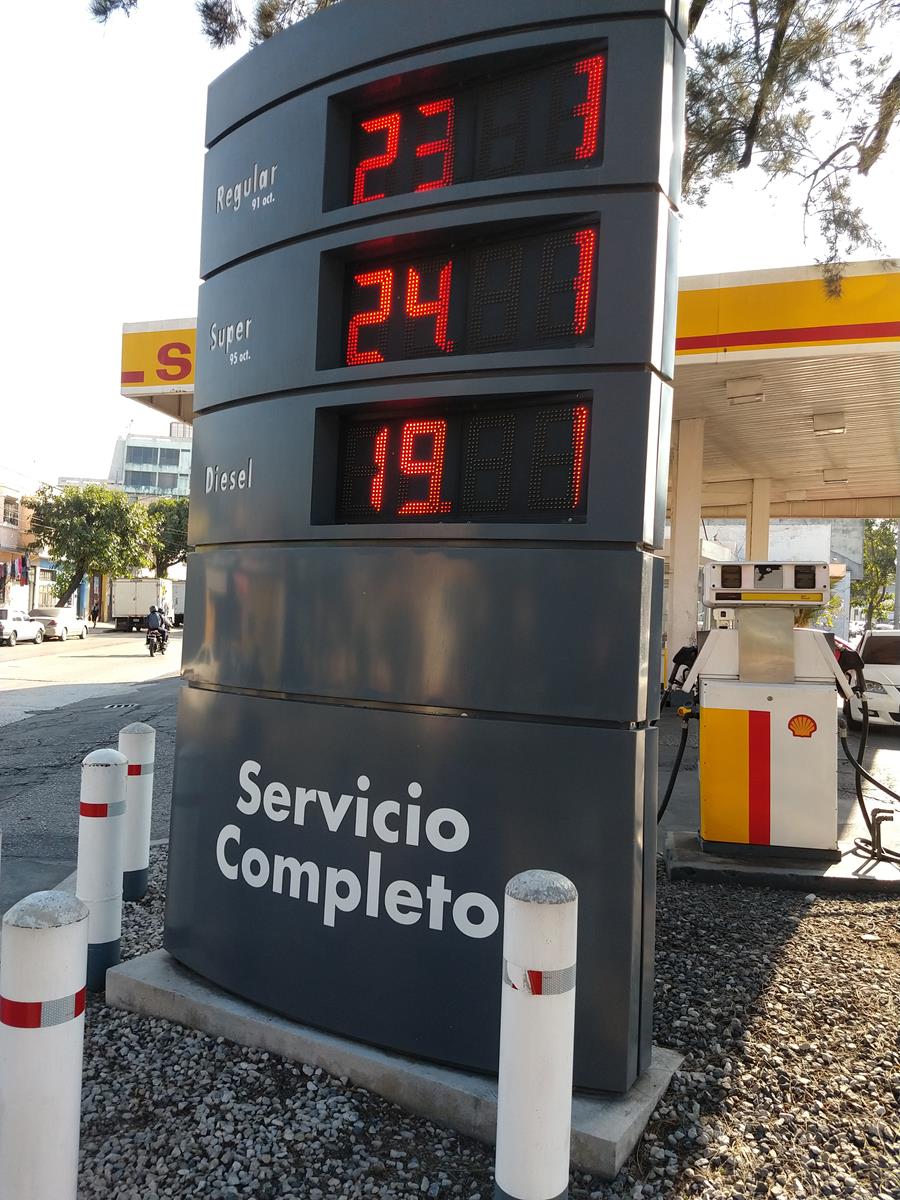 Regular
91 oct.
23
Super
95 oct.
24
Diesel
19
Servicio
Completo